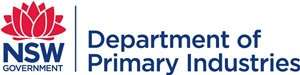 NSW
GOVERNMENT
Department of
Primary Industries